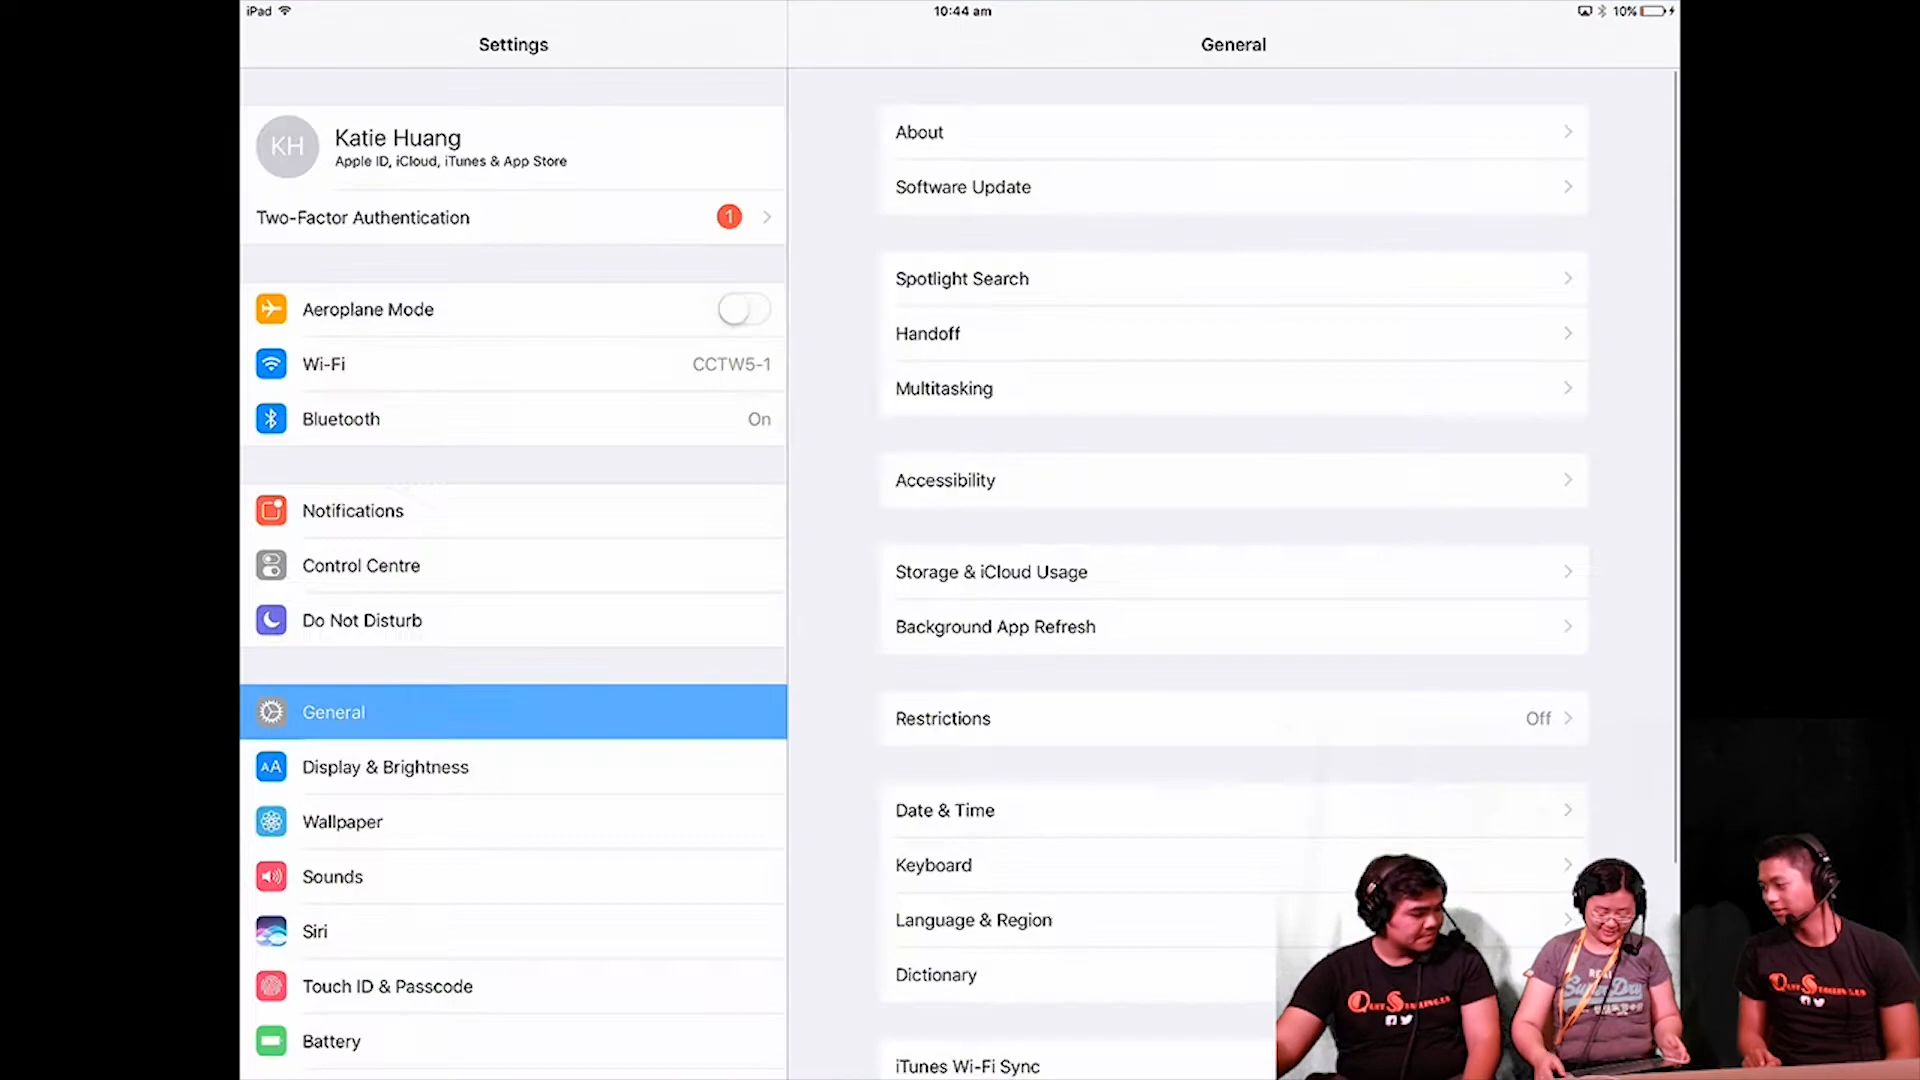 iPad
10:44 am
10%
Settings
General
KH
Katie Huang
Apple ID, iCloud, iTunes & App Store
Two-Factor Authentication
1
Aeroplane Mode
Wi-Fi
CCTW5-1
Bluetooth
On
Notifications
Control Centre
Do Not Disturb
General
AA
Display & Brightness
Wallpaper
Sounds
Siri
Touch ID & Passcode
Battery
About
Software Update
Spotlight Search
Handoff
Multitasking
Accessibility
Storage & iCloud Usage
Background App Refresh
Restrictions
Off
Date & Time
Keyboard
Language & Region
Dictionary
iTunes Wi-Fi Sync